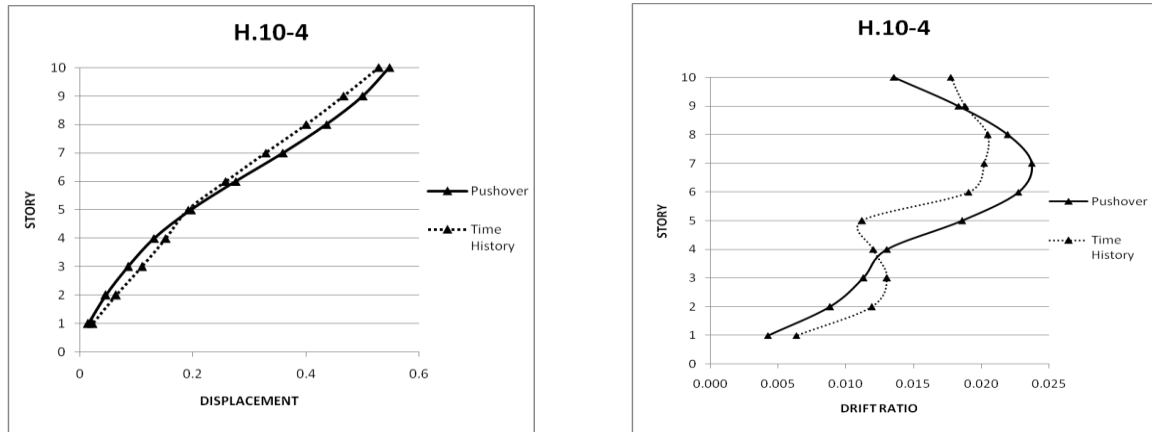 H.10-4
10
9
8
7
6
5
4
3
2
1
0
STORY
0
0.2
0.4
0.6
DISPLACEMENT
Pushover
Time
History
H.10-4
10
9
8
7
6
5
4
3
2
1
0
STORY
0.000
0.005
0.010
0.015
0.020
0.025
DRIFT RATIO
Pushover
Time
History